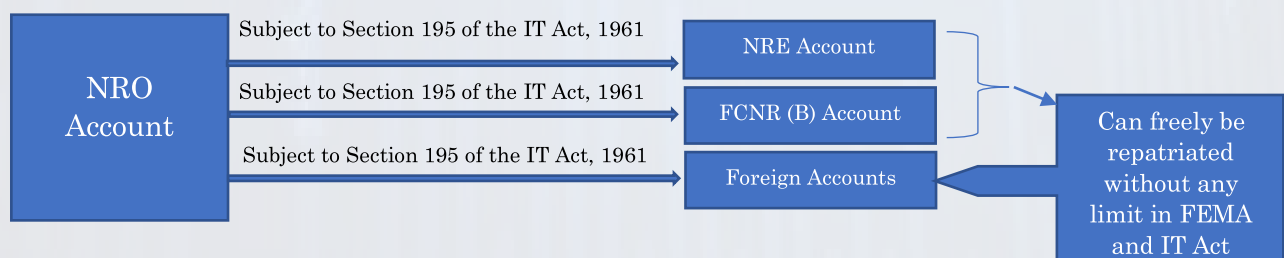 NRO
Account
Subject to Section 195 of the IT Act, 1961
Subject to Section 195 of the IT Act, 1961
Subject to Section 195 of the IT Act, 1961
NRE Account
FCNR (B) Account
Foreign Accounts
Can freely be
repatriated
without any
limit in FEMA
and IT Act